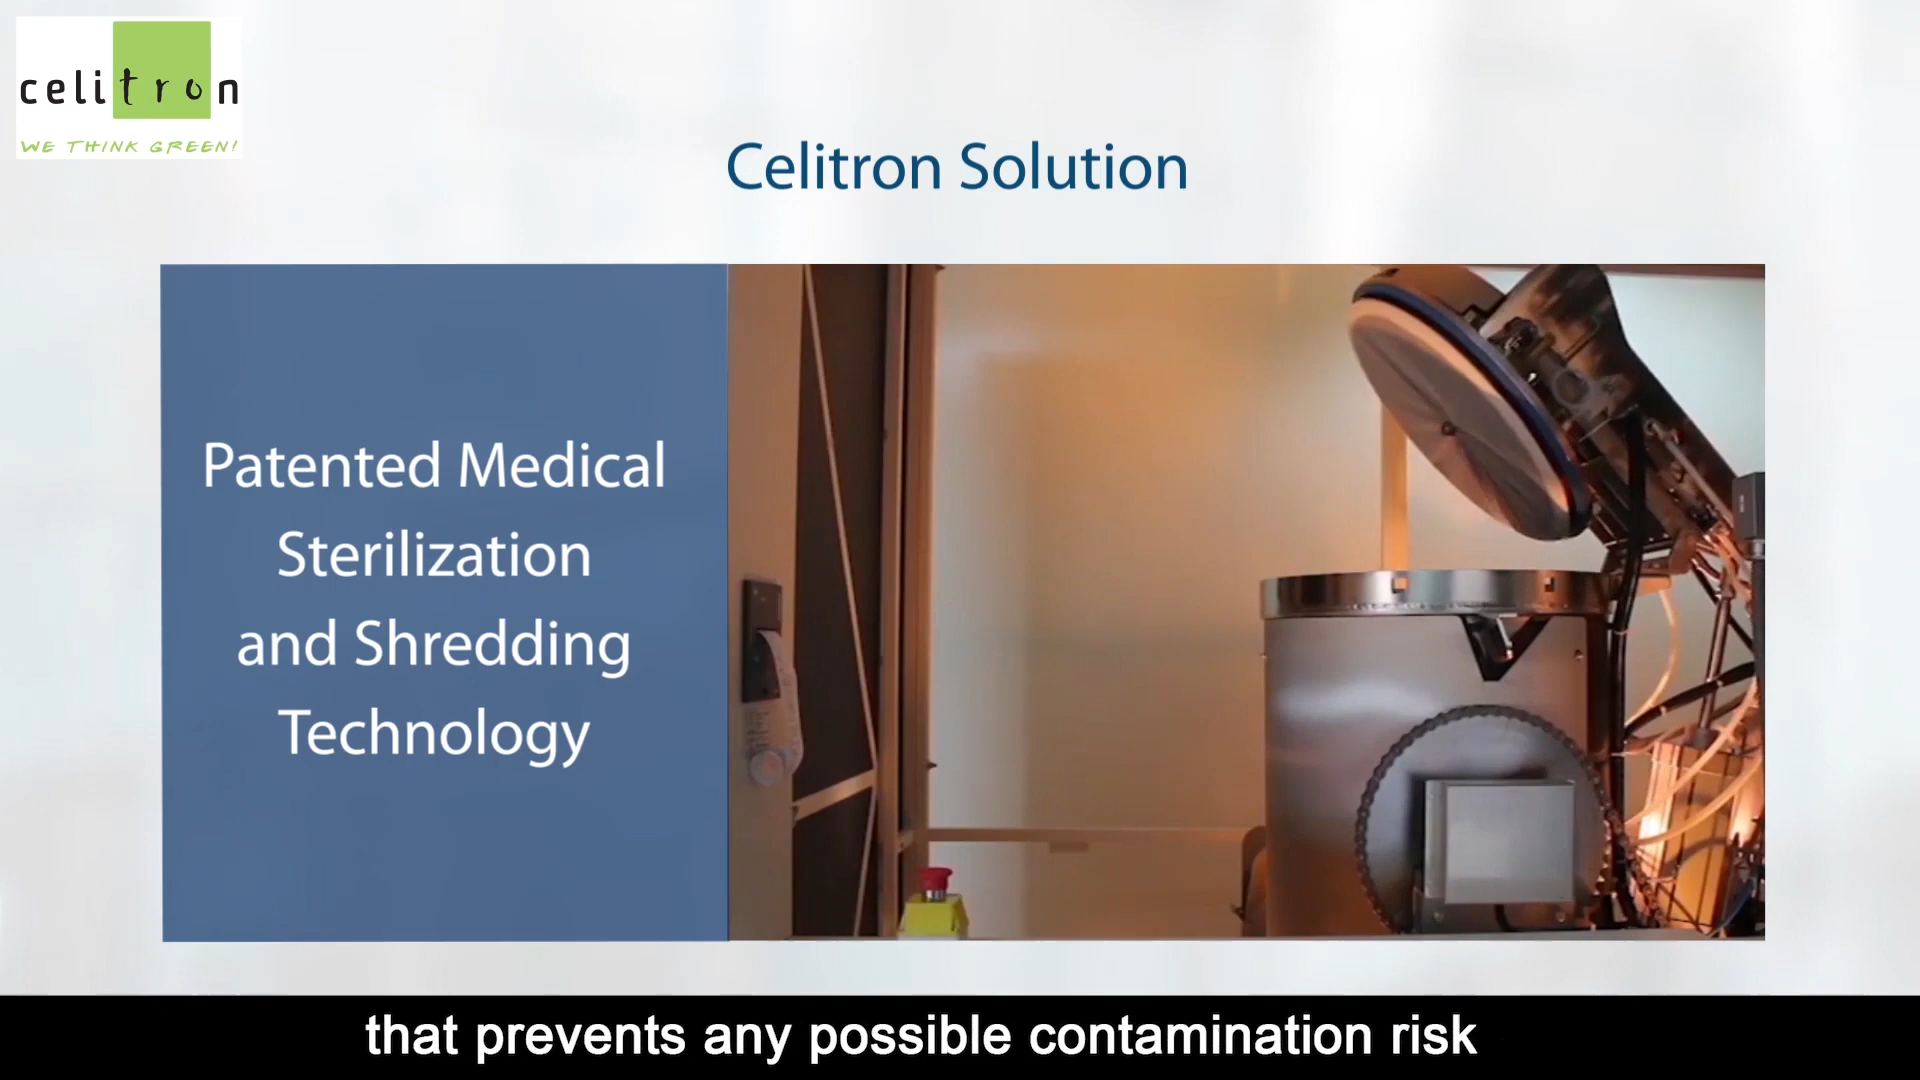 celitron
WE THINK GREEN!
Celitron Solution
Patented Medical
Sterilization
and Shredding
Technology
that prevents any possible contamination risk